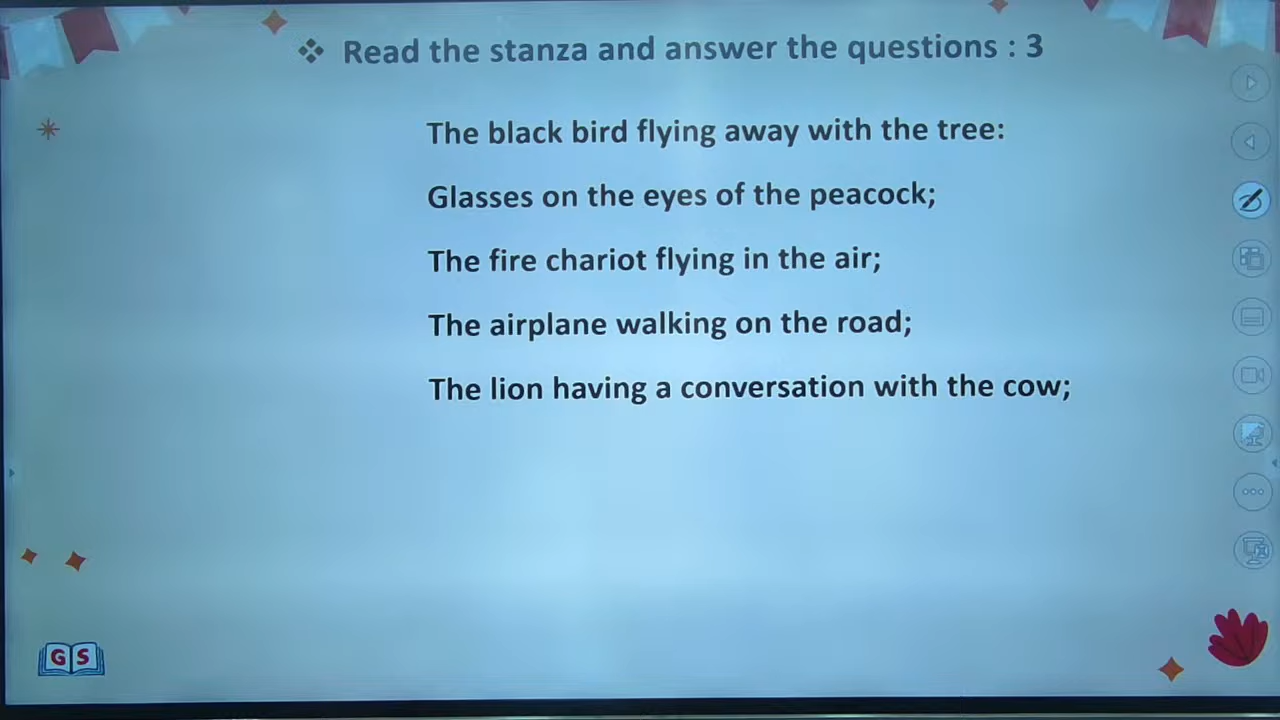 ❖ Read the stanza and answer the questions : 3
The black bird flying away with the tree:
Glasses on the eyes of the peacock;
The fire chariot flying in the air;
The airplane walking on the road;
The lion having a conversation with the cow;
G S